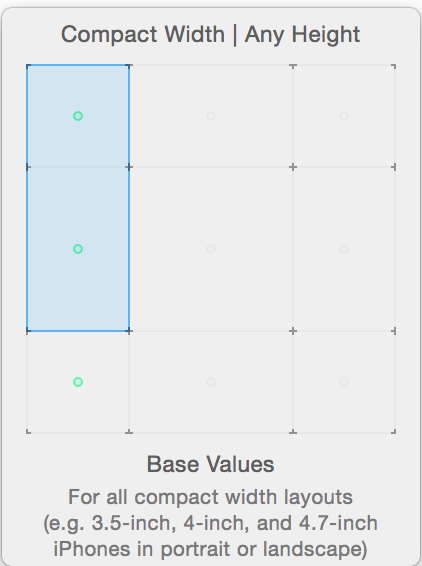 Compact Width | Any Height
Base Values
For all compact width layouts
(e.g. 3.5-inch, 4-inch, and 4.7-inch
iPhones in portrait or landscape)